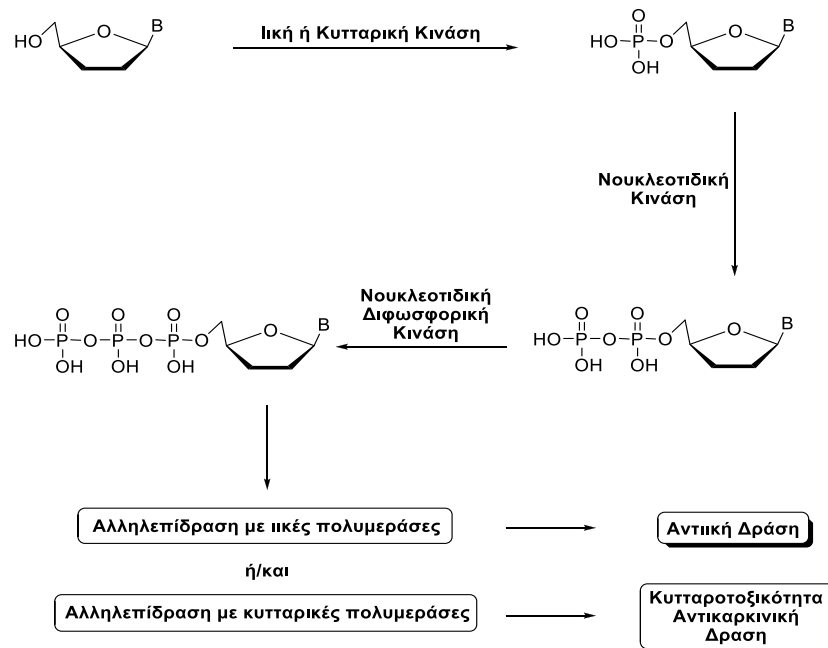 Ιική ή Κυτταρική Κινάση
HO
O
B
O
HO P O
OH
O
B
Νουκλεοτιδική
Κινάση
O O O
HO P O P O P O
OH OH OH
O
B
Νουκλεοτιδική
Διφωσφορική
Κινάση
O O
HO P O P O
OH OH
O
B
Αλληλεπίδραση με ιικές πολυμεράσες
Αντιική Δράση
ή/και
Αλληλεπίδραση με κυτταρικές πολυμεράσες
Κυτταροτοξικότητα
Αντικαρκινική
Δραση